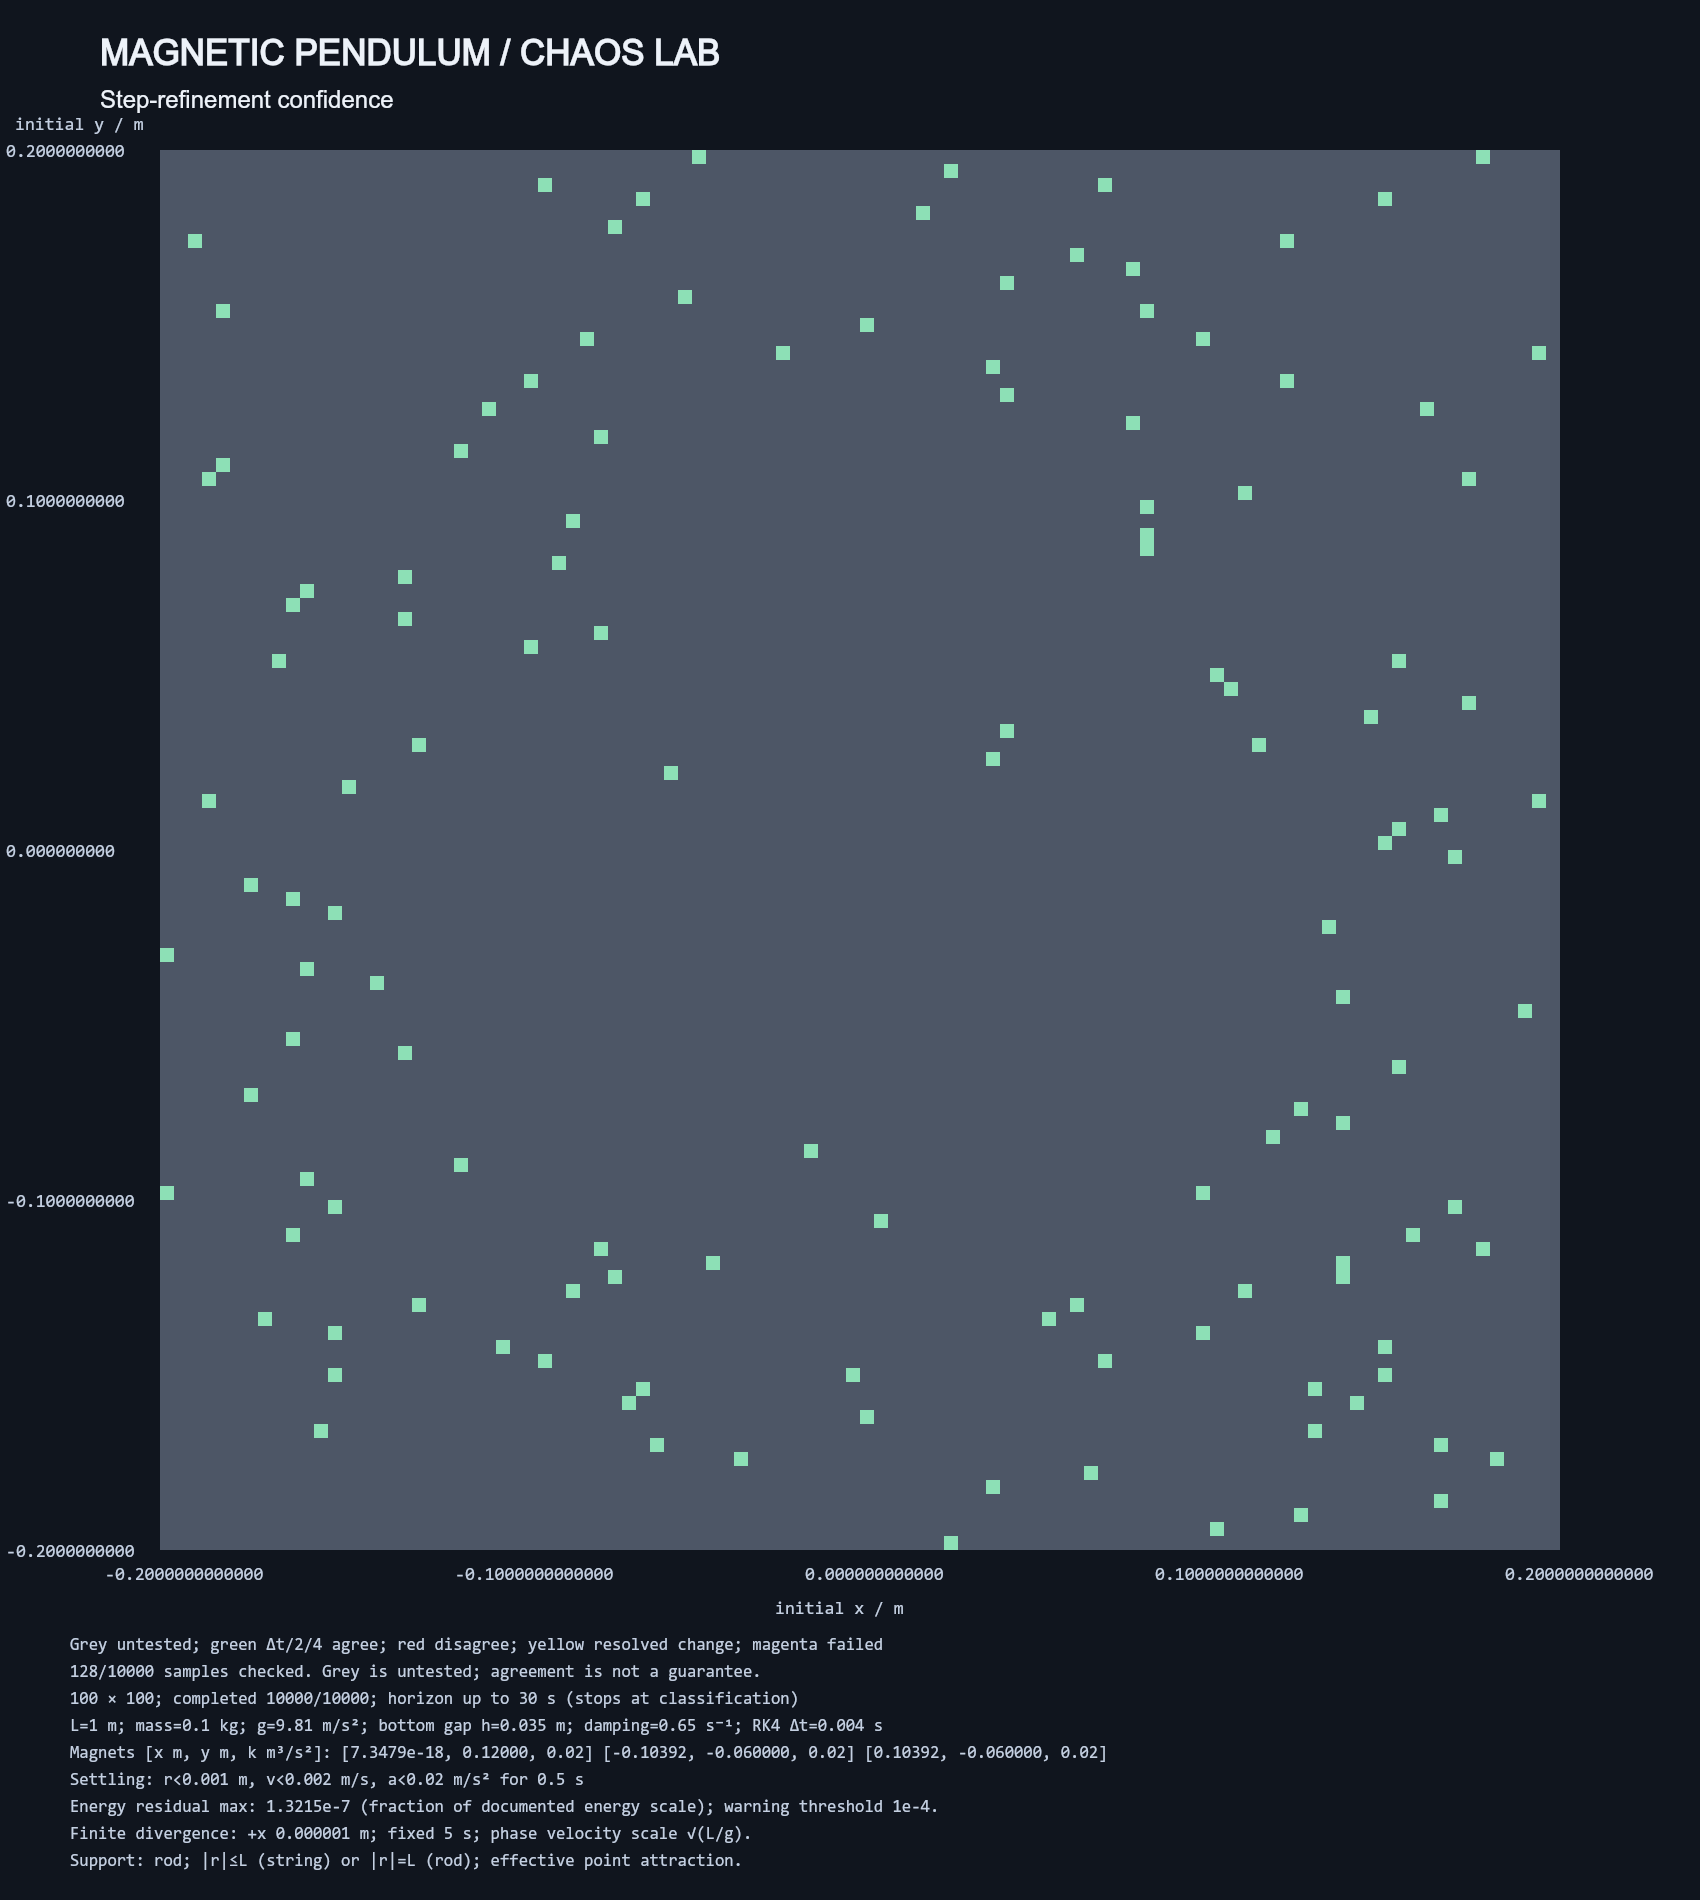 MAGNETIC PENDULUM / CHAOS LAB
Step-refinement confidence
initial y / m
0.2000000000
0.1000000000
0.000000000
-0.1000000000
-0.2000000000
-0.2000000000000 -0.1000000000000 0.000000000000 0.1000000000000 0.2000000000000
initial x / m
Grey untested; green Δt/2/4 agree; red disagree; yellow resolved change; magenta failed
128/10000 samples checked. Grey is untested; agreement is not a guarantee.
100 × 100; completed 10000/10000; horizon up to 30 s (stops at classification)
L=1 m; mass=0.1 kg; g=9.81 m/s²; bottom gap h=0.035 m; damping=0.65 s⁻¹; RK4 Δt=0.004 s
Magnets [x m, y m, k m³/s²]: [7.3479e-18, 0.12000, 0.02] [-0.10392, -0.060000, 0.02] [0.10392, -0.060000, 0.02]
Settling: r<0.001 m, v<0.002 m/s, a<0.02 m/s² for 0.5 s
Energy residual max: 1.3215e-7 (fraction of documented energy scale); warning threshold 1e-4.
Finite divergence: +x 0.000001 m; fixed 5 s; phase velocity scale √(L/g).
Support: rod; |r|≤L (string) or |r|=L (rod); effective point attraction.